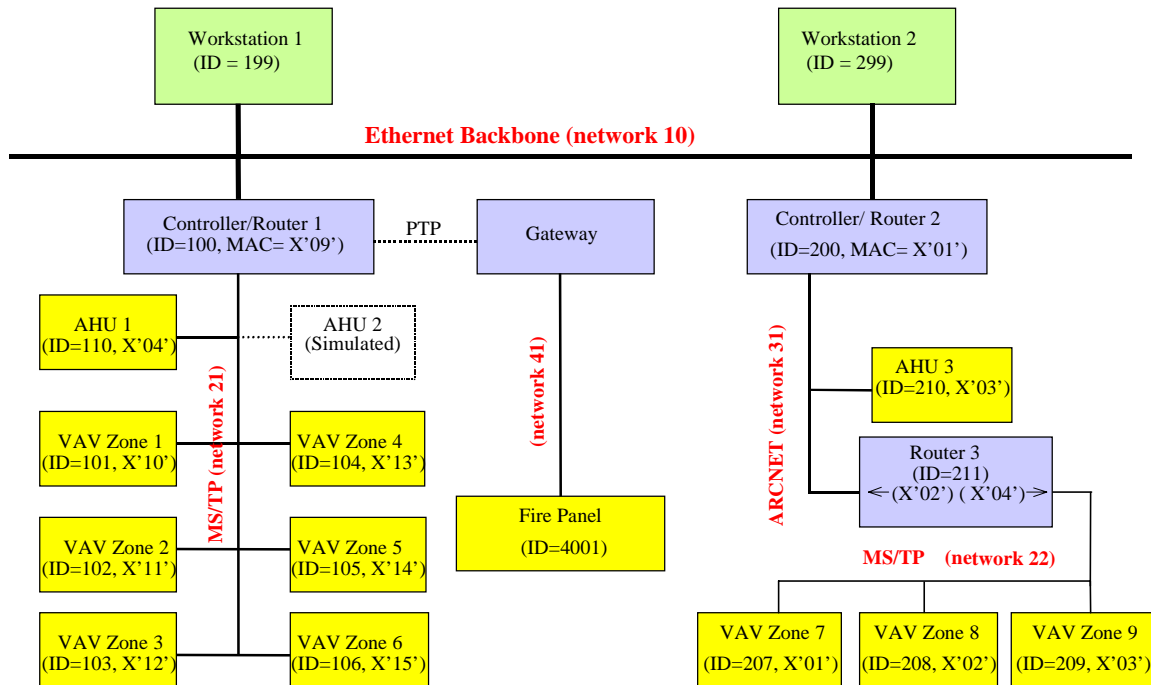 Workstation 1
(ID = 199)
Workstation 2
(ID = 299)
Ethernet Backbone (network 10)
Controller/Router 1
(ID=100, MAC= X'09')
PTP
Gateway
Controller/ Router 2
(ID=200, MAC= X'01')
AHU 1
(ID=110, X'04')
AHU 2
(Simulated)
MS/TP (network 21)
(network 41)
ARCNET (network 31)
AHU 3
(ID=210, X'03')
VAV Zone 1
(ID=101, X'10')
VAV Zone 4
(ID=104, X'13')
Router 3
(ID=211)
(X'02') ( X'04')
Fire Panel
(ID=4001)
VAV Zone 2
(ID=102, X'11')
VAV Zone 5
(ID=105, X'14')
MS/TP (network 22)
VAV Zone 3
(ID=103, X'12')
VAV Zone 6
(ID=106, X'15')
VAV Zone 7
(ID=207, X'01')
VAV Zone 8
(ID=208, X'02')
VAV Zone 9
(ID=209, X'03')